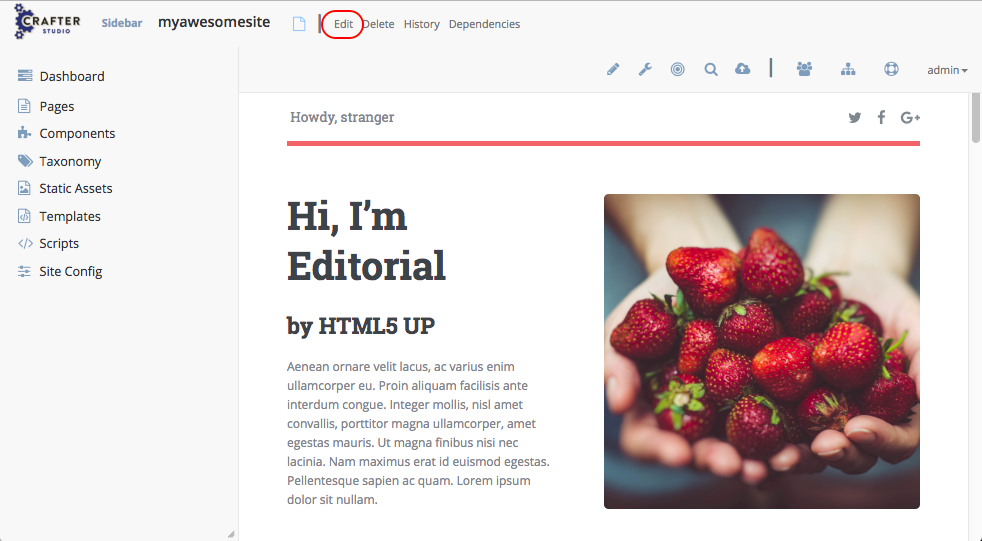 CRAFTER
STUDIO
Sidebar
myawesomesite
Edit
Delete
History
Dependencies
admin
Dashboard
Pages
Components
Taxonomy
Static Assets
Templates
Scripts
Site Config
Howdy, stranger
G+
Hi, I’m
Editorial
by HTML5 UP
Aenean ornare velit lacus, ac varius enim
ullamcorper eu. Proin aliquam facilisis ante
interdum congue. Integer mollis, nisl amet
convallis, porttitor magna ullamcorper, amet
egestas mauris. Ut magna finibus nisi nec
lacinia. Nam maximus erat id euismod egestas.
Pellentesque sapien ac quam. Lorem ipsum
dolor sit nullam.